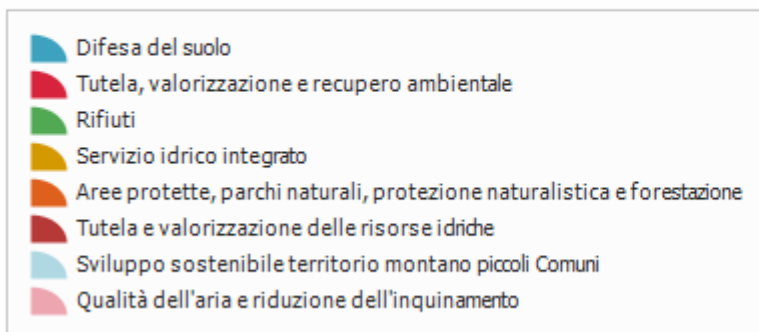 Difesa del suolo
Tutela, valorizzazione e recupero ambientale
Rifiuti
Servizio idrico integrato
Aree protette, parchi naturali, protezione naturalistica e forestazione
Tutela e valorizzazione delle risorse idriche
Sviluppo sostenibile territorio montano piccoli Comuni
Qualità dell'aria e riduzione dell'inquinamento